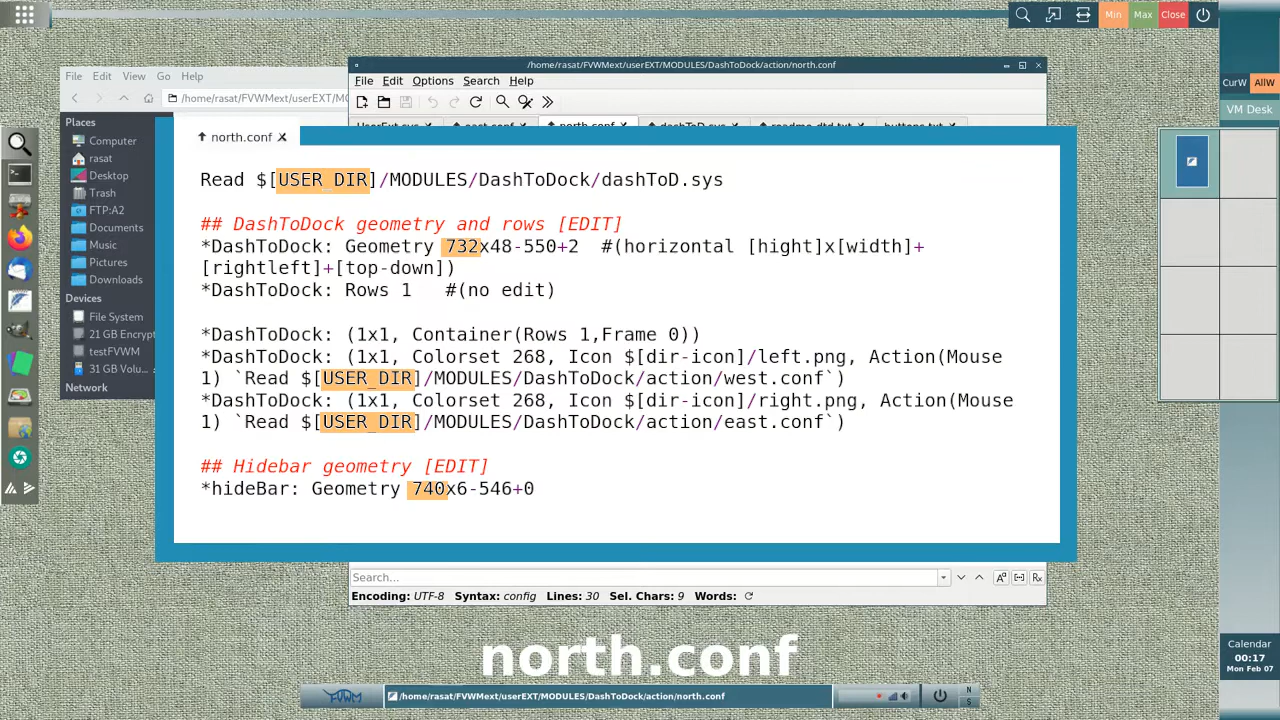 Min Max Close
/home/rasat/FVWMext/userEXT/MODULES/DashToDock/action/north.conf
File Edit View Go Help
File Edit Options Search Help
/home/rasat/FVWMext/userEXT/MO
CurW AllW
VM Desk
Places
Computer
rasat
Desktop
Trash
FTP:A2
Documents
Music
Pictures
Downloads
Devices
File System
21 GB Encrypt
testFVWM
31 GB Volu...
Network
north.conf
Read $[USER_DIR]/MODULES/DashToDock/dashToD.sys
## DashToDock geometry and rows [EDIT]
*DashToDock: Geometry 732x48-550+2  #(horizontal [hight]x[width]+
[rightleft]+[top-down])
*DashToDock: Rows 1   #(no edit)
*DashToDock: (1x1, Container(Rows 1,Frame 0))
*DashToDock: (1x1, Colorset 268, Icon $[dir-icon]/left.png, Action(Mouse
1) `Read $[USER_DIR]/MODULES/DashToDock/action/west.conf`)
*DashToDock: (1x1, Colorset 268, Icon $[dir-icon]/right.png, Action(Mouse
1) `Read $[USER_DIR]/MODULES/DashToDock/action/east.conf`)
## Hidebar geometry [EDIT]
*hideBar: Geometry 740x6-546+0
Search...
Encoding: UTF-8 Syntax: config Lines: 30 Sel. Chars: 9 Words:
north.conf
Calendar
00:17
Mon Feb 07
FVWM
/home/rasat/FVWMext/userEXT/MODULES/DashToDock/action/north.conf
N
S